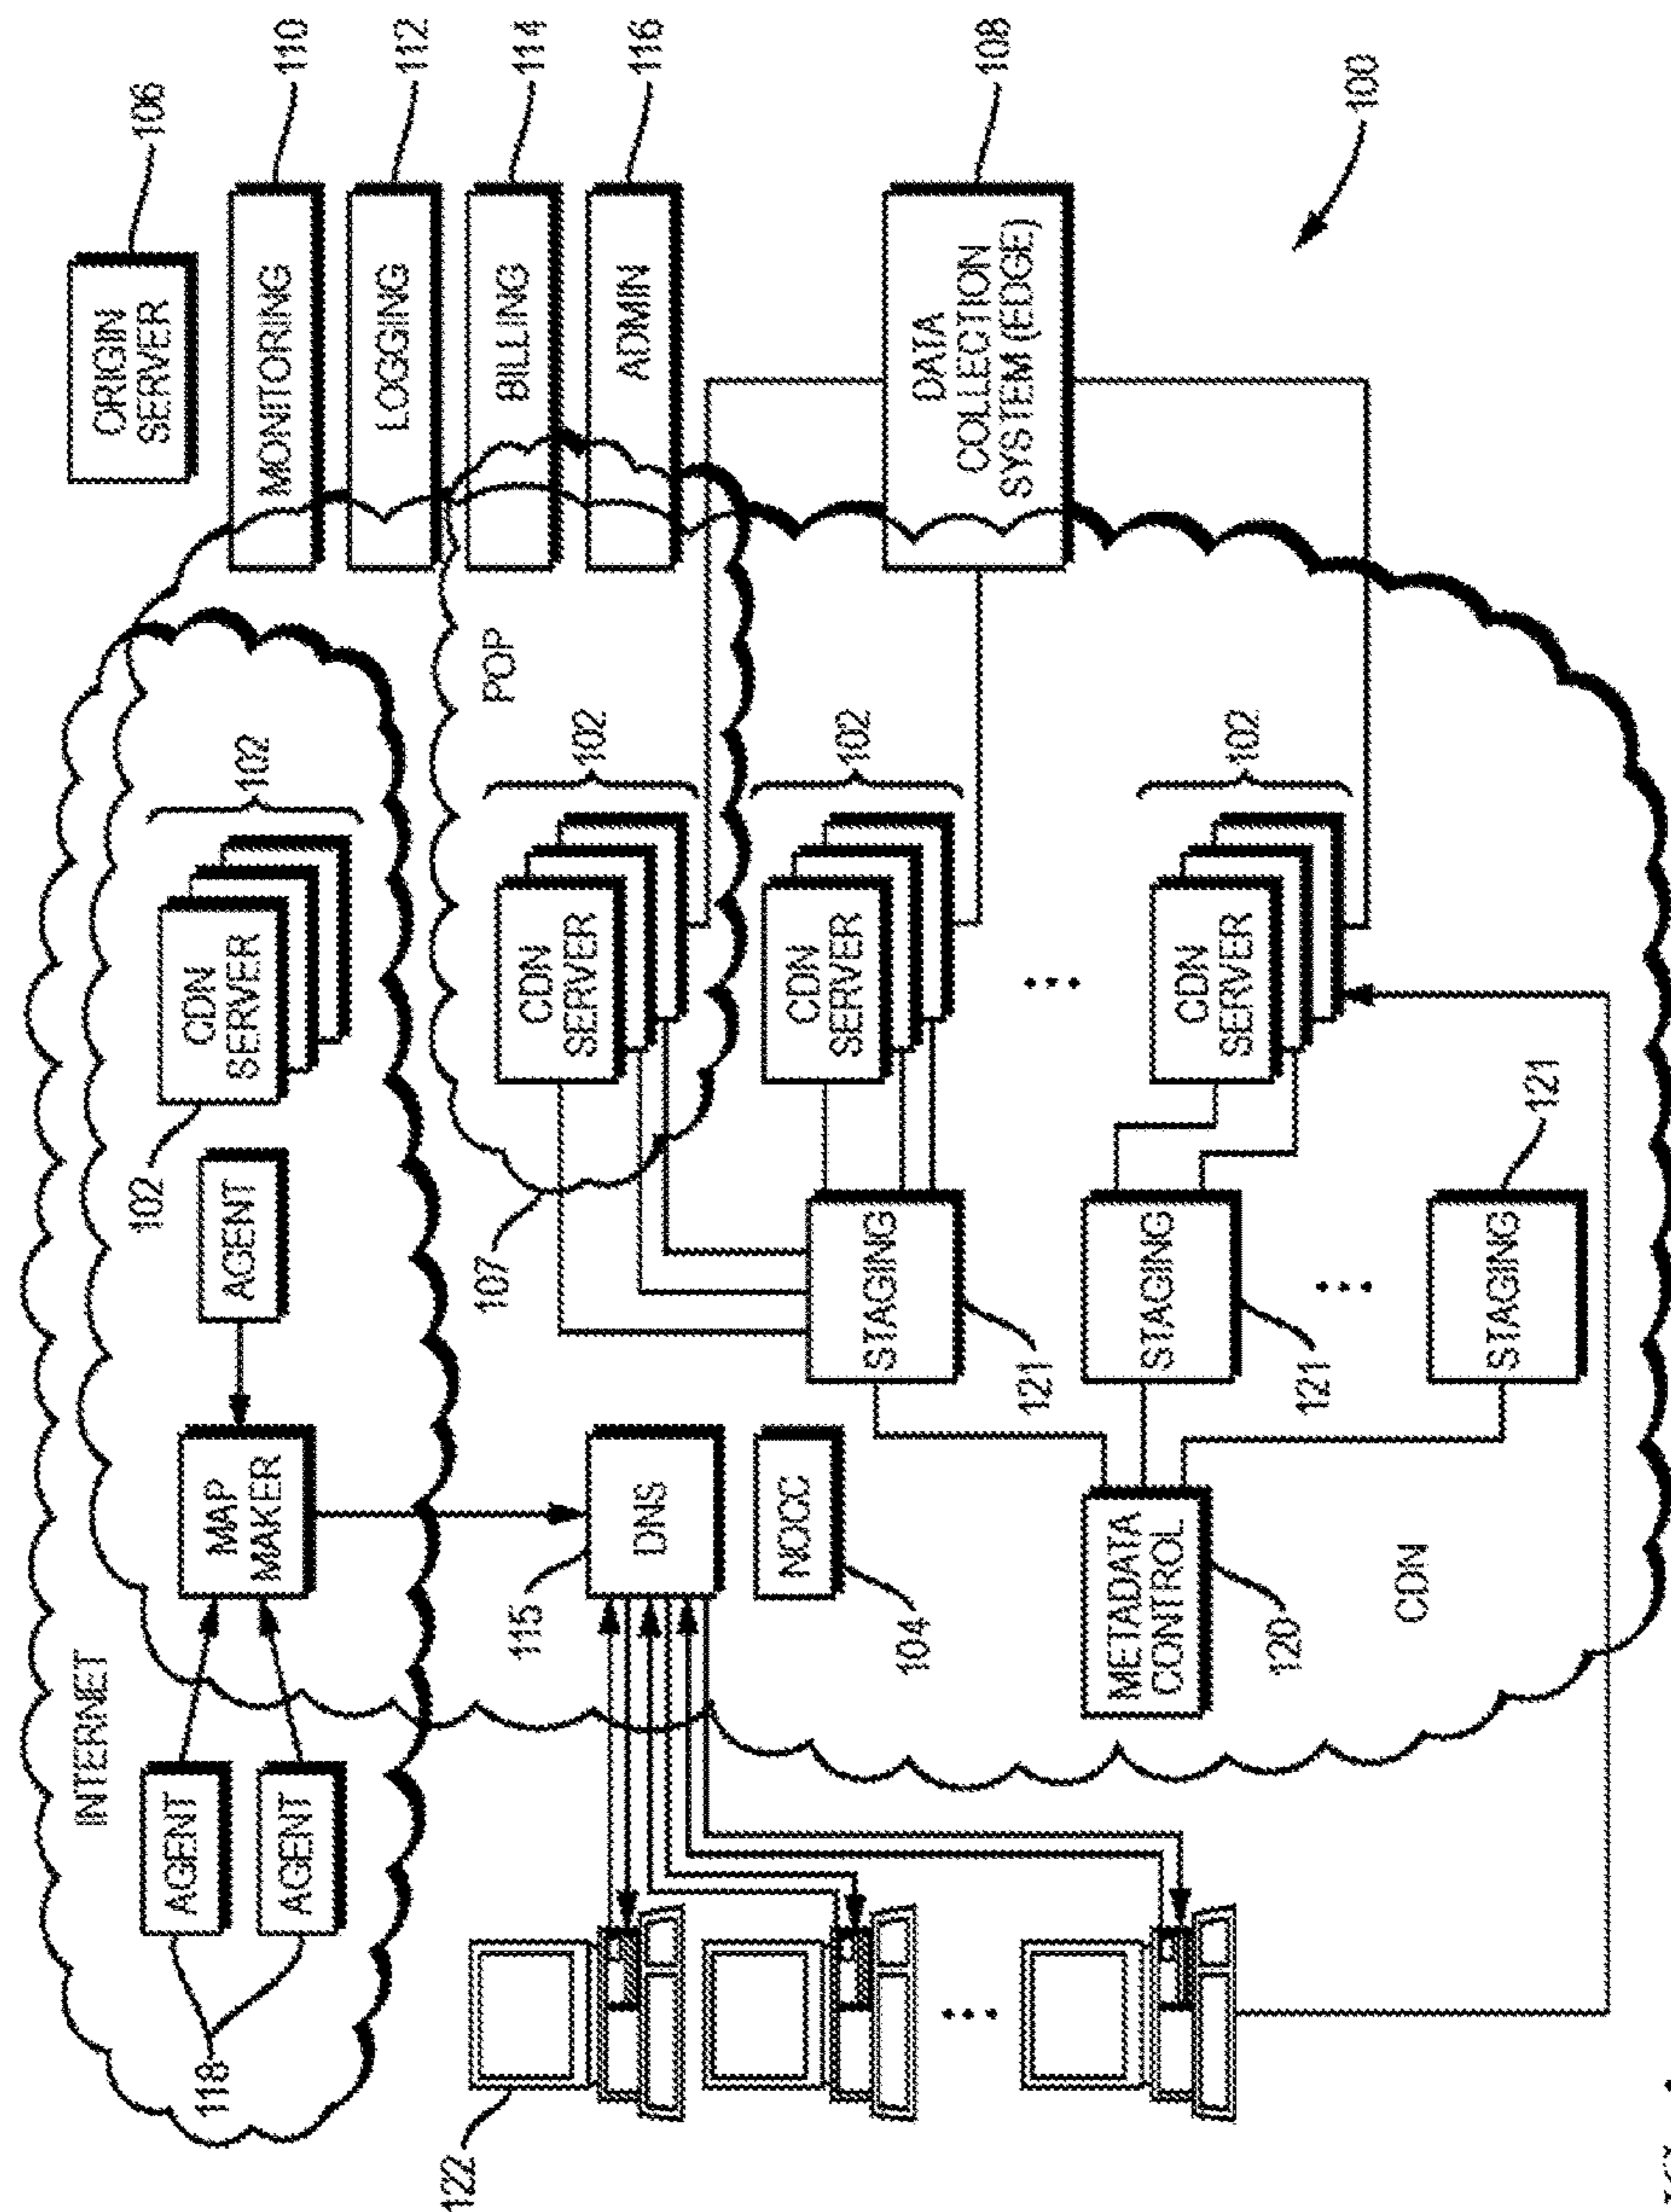 INTERNET
118
AGENT
AGENT
MAP
MAKER
AGENT
102
CDN
SERVER
102
ORIGIN
SERVER
106
MONITORING
110
LOGGING
112
BILLING
114
ADMIN
116
122
115
DNS
107
POP
CDN
SERVER
102
104
NOCC
121
STAGING
CDN
SERVER
102
DATA
COLLECTION
SYSTEM (EDGE)
108
120
METADATA
CONTROL
121
STAGING
CDN
SERVER
102
CDN
STAGING
121
100